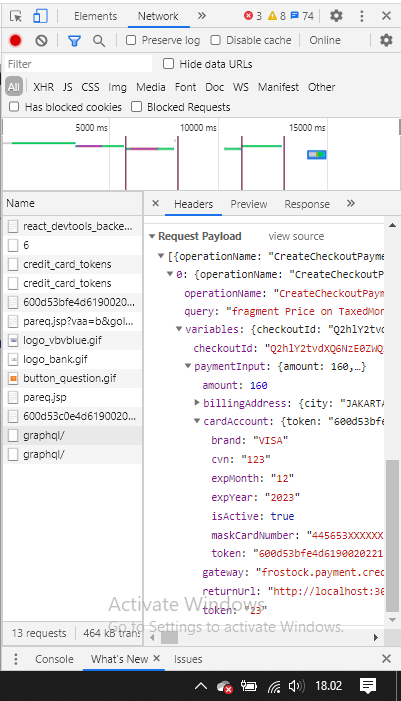 Elements Network » 3 8 74
Preserve log Disable cache Online
Filter Hide data URLs
All XHR JS CSS Img Media Font Doc WS Manifest Other
Has blocked cookies Blocked Requests
5000 ms 10000 ms 15000 ms
Name
react_devtools_backe...
6
credit_card_tokens
credit_card_tokens
600d53bfe4d6190020...
pareq.jsp?vaa=b&gol...
logo_vbvblue.gif
logo_bank.gif
button_question.gif
pareq.jsp
600d53c0e4d6190020...
graphql/
graphql/
13 requests 464 kB trans
× Headers Preview Response »
Request Payload view source
[{operationName: "CreateCheckoutPayme
0: {operationName: "CreateCheckoutP
operationName: "CreateCheckoutPay
query: "fragment Price on TaxedMon
variables: {checkoutId: "Q2hlY2tvd
checkoutId: "Q2hlY2tvdXQ6NzE0ZWQ
paymentInput: {amount: 160,…}
amount: 160
billingAddress: {city: "JAKARTA
cardAccount: {token: "600d53bfe
brand: "VISA"
cvn: "123"
expMonth: "12"
expYear: "2023"
isActive: true
maskCardNumber: "445653XXXXXX
token: "600d53bfe4d6190020221
gateway: "frostock.payment.cred
returnUrl: "http://localhost:30
token: "23"
Activate Windows
Go to Settings to activate Windows.
Console What's New × Issues ×
18.02